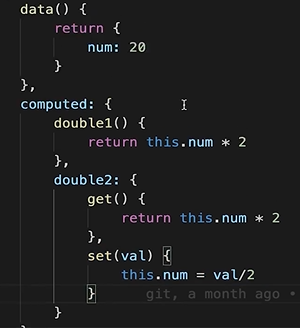 data() {
return {
num: 20
}
},
computed: {
double1() {
return this.num * 2
},
double2: {
get() {
return this.num * 2
},
set(val) {
this.num = val/2
} git, a month ago •
}